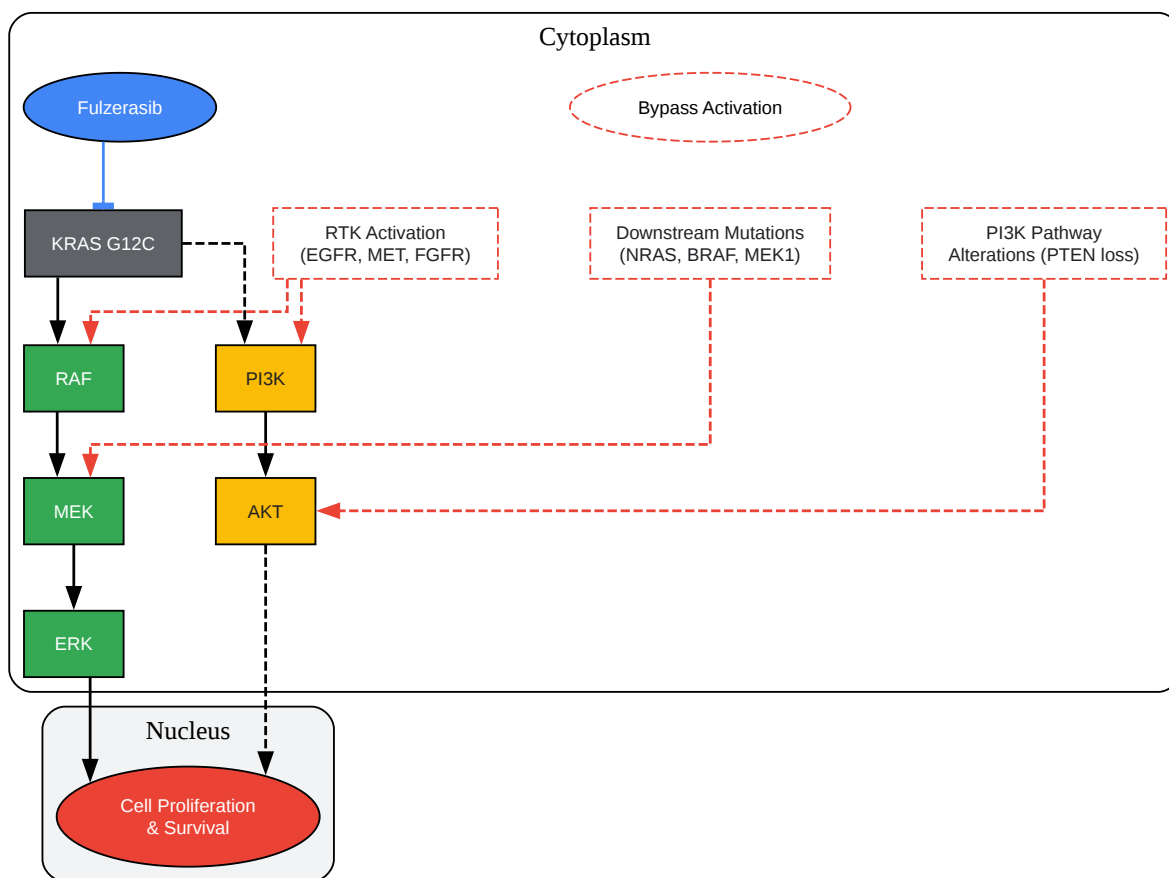 Cytoplasm
Fulzerasib
Bypass Activation
KRAS G12C
RTK Activation
(EGFR, MET, FGFR)
Downstream Mutations
(NRAS, BRAF, MEK1)
PI3K Pathway
Alterations (PTEN loss)
RAF
PI3K
MEK
AKT
ERK
Nucleus
Cell Proliferation
& Survival